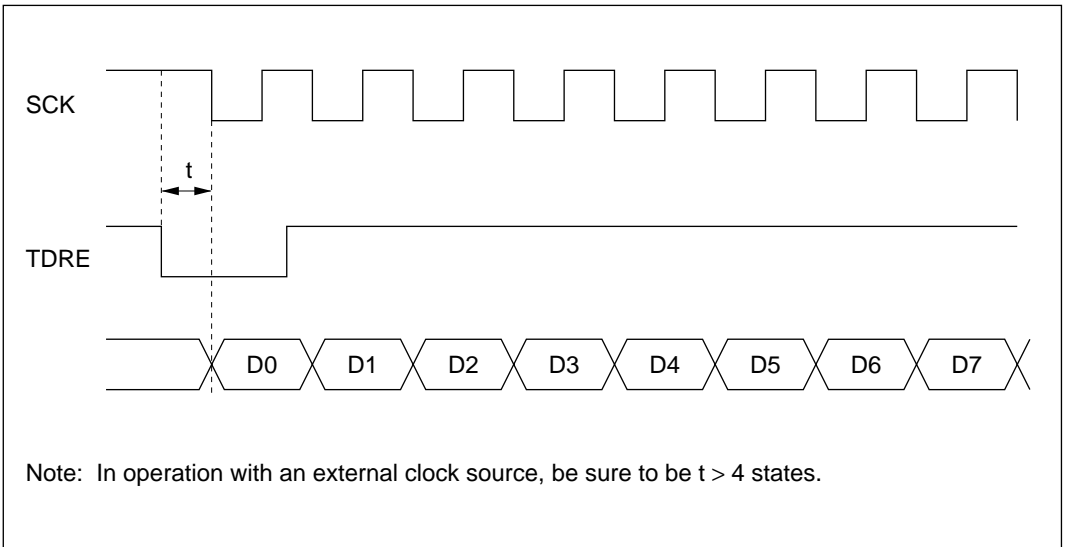 SCK
t
TDRE
D0 D1 D2 D3 D4 D5 D6 D7
Note: In operation with an external clock source, be sure to be t > 4 states.